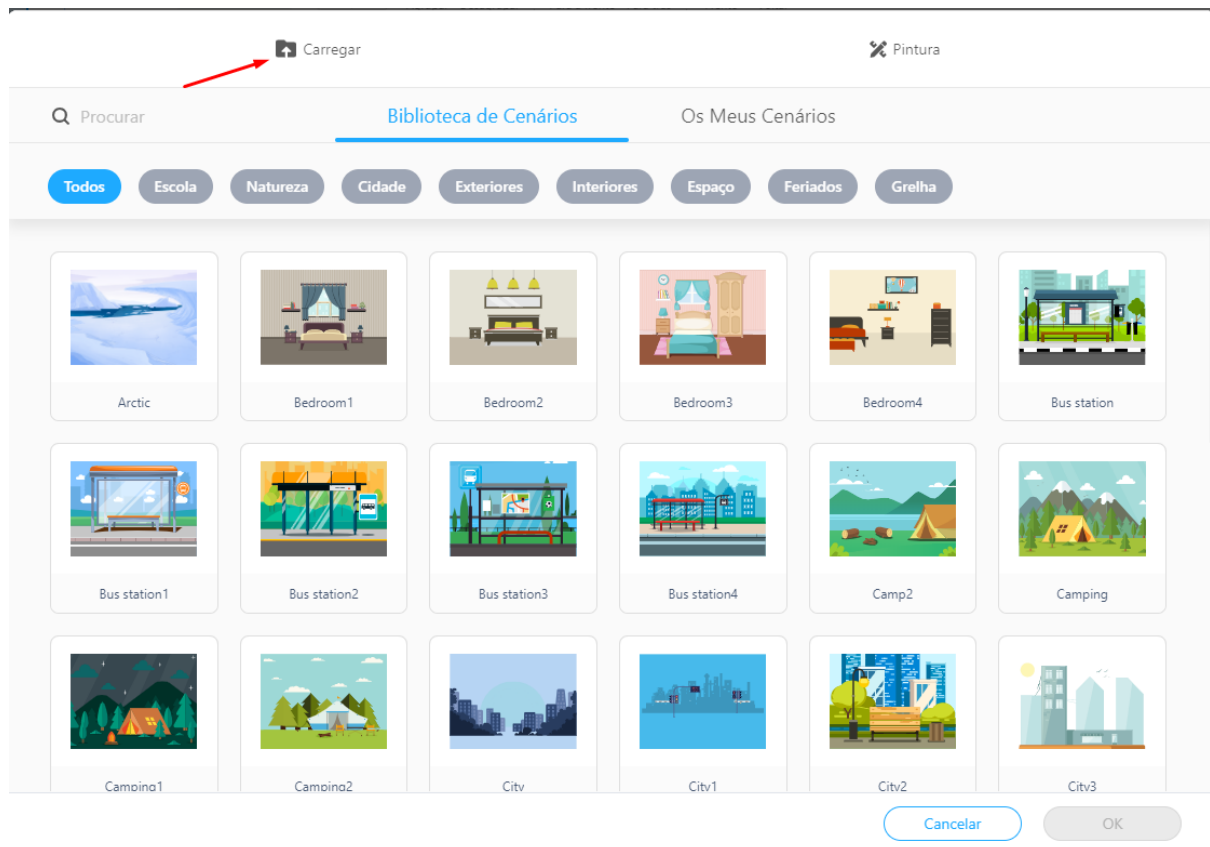 Carregar
Pintura
Procurar
Biblioteca de Cenários
Os Meus Cenários
Todos
Escola
Natureza
Cidade
Exteriores
Interiores
Espaço
Feriados
Grelha
Arctic
Bedroom1
Bedroom2
Bedroom3
Bedroom4
Bus station
Bus station1
Bus station2
Bus station3
Bus station4
Camp2
Camping
Camping1
Camping2
City
City1
City2
City3
Cancelar
OK